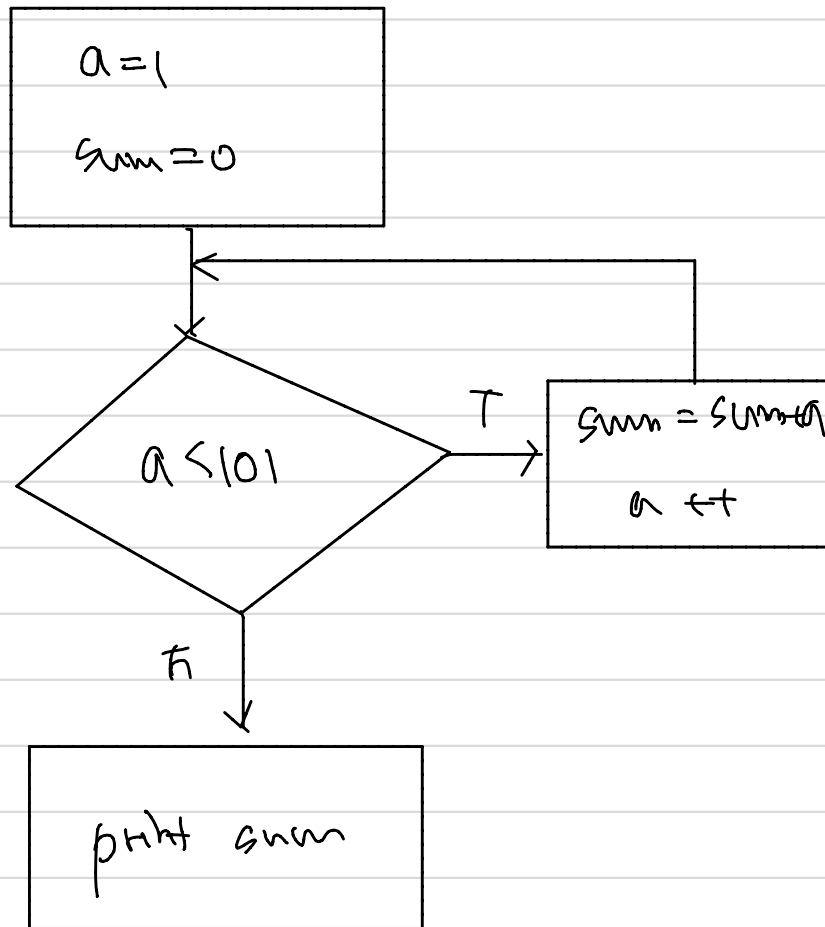 a=1
sum=0
a<101
T
sum = sum+a
a ++
F
print sum